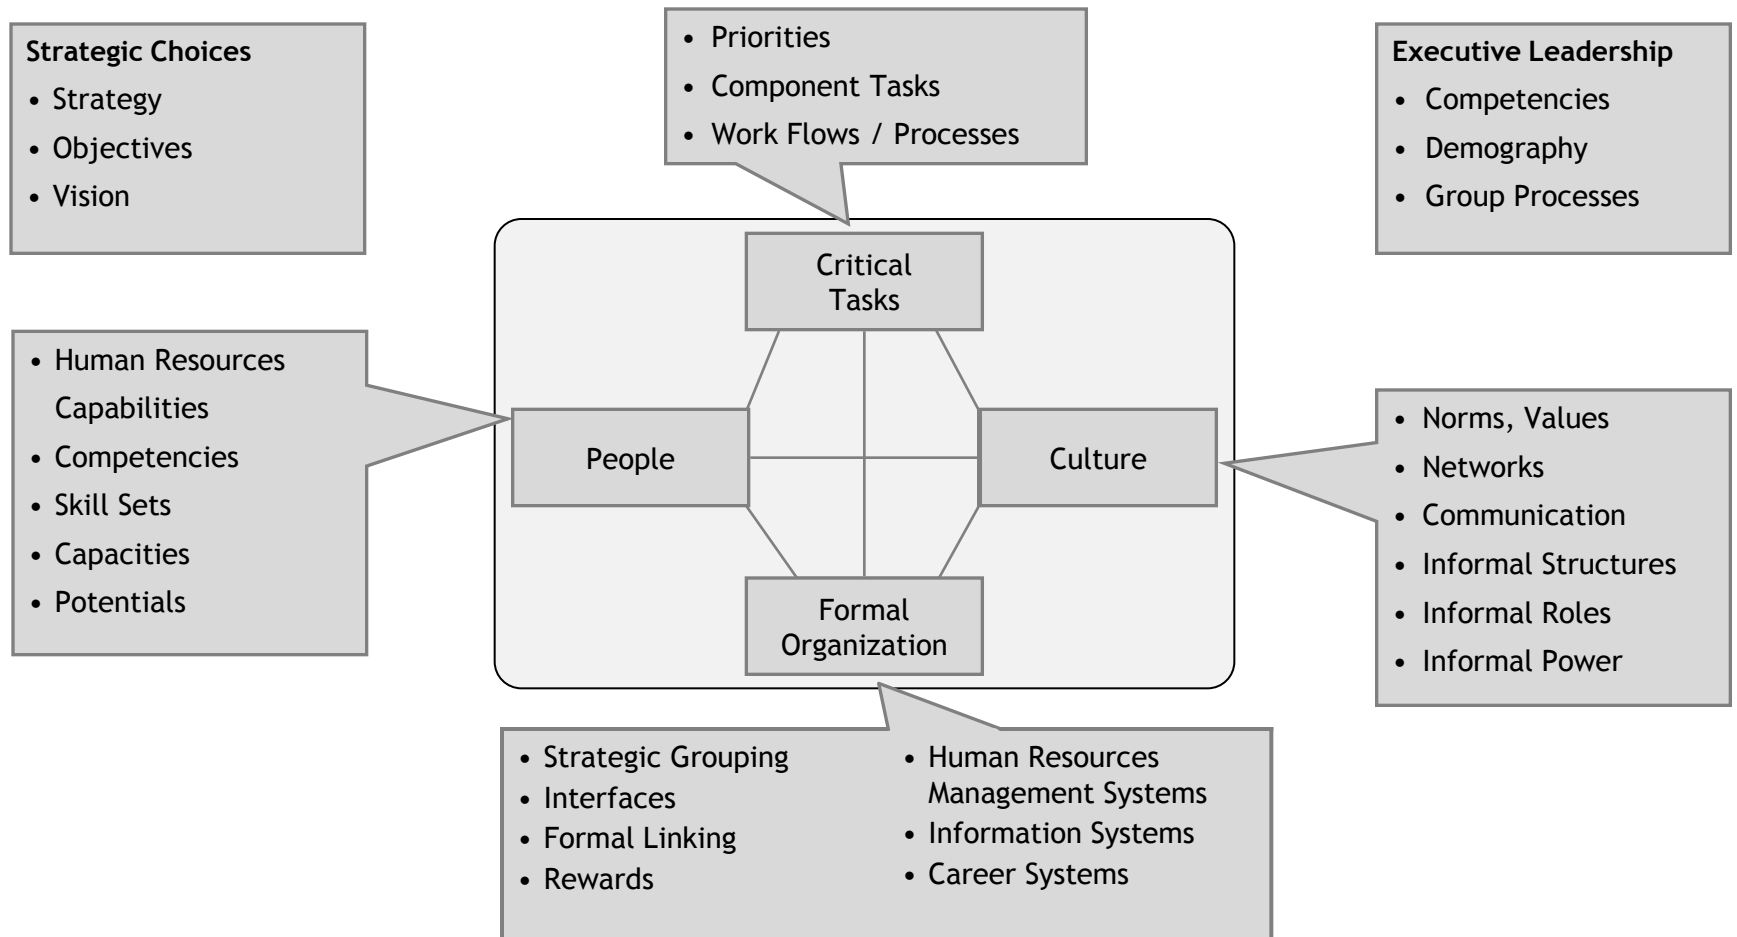 Strategic Choices
• Strategy
• Objectives
• Vision
• Priorities
• Component Tasks
• Work Flows / Processes
Executive Leadership
• Competencies
• Demography
• Group Processes
Critical
Tasks
• Human Resources
Capabilities
• Competencies
• Skill Sets
• Capacities
• Potentials
People
Culture
• Norms, Values
• Networks
• Communication
• Informal Structures
• Informal Roles
• Informal Power
Formal
Organization
• Strategic Grouping
• Interfaces
• Formal Linking
• Rewards
• Human Resources
Management Systems
• Information Systems
• Career Systems